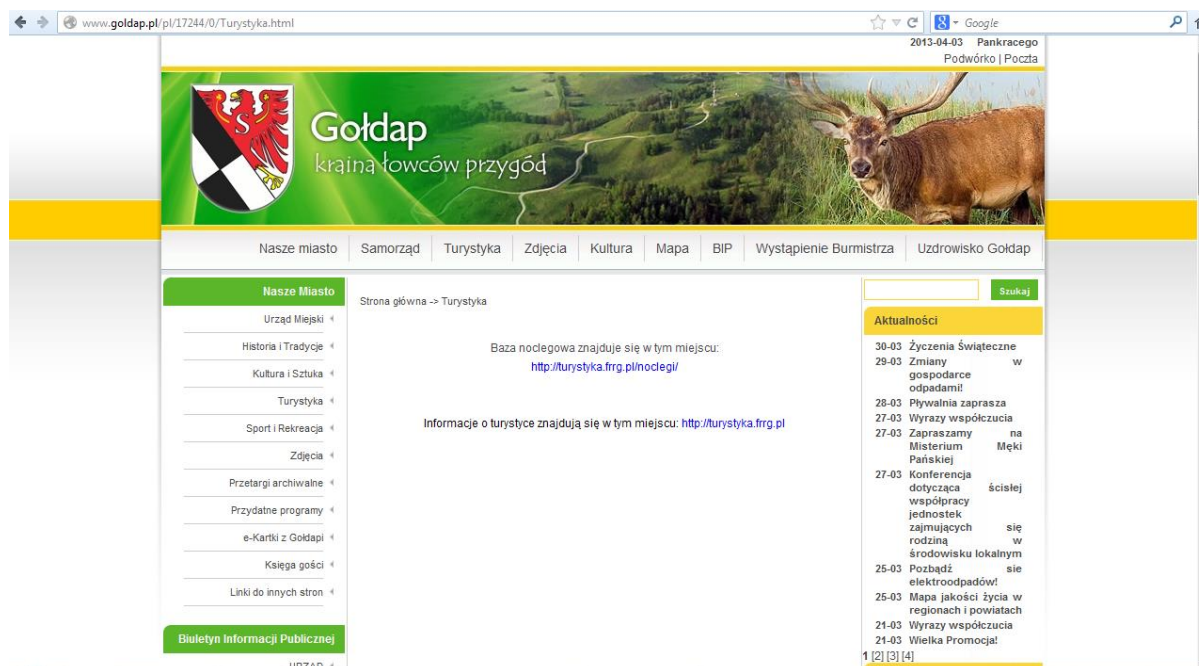 www.goldap.pl/pl/17244/0/Turystyka.html
Google
2013-04-03 Pankracego
Podwórko | Poczta
S
Gołdap
kraina łowców przygód
Nasze miasto Samorząd Turystyka Zdjęcia Kultura Mapa BIP Wystąpienie Burmistrza Uzdrowisko Gołdap
Nasze Miasto
Urząd Miejski
Historia i Tradycje
Kultura i Sztuka
Turystyka
Sport i Rekreacja
Zdjęcia
Przetargi archiwalne
Przydatne programy
e-Kartki z Gołdapi
Księga gości
Linki do innych stron
Biuletyn Informacji Publicznej
Strona główna -> Turystyka
Baza noclegowa znajduje się w tym miejscu:
http://turystyka.frrg.pl/noclegi/
Informacje o turystyce znajdują się w tym miejscu: http://turystyka.frrg.pl
Szukaj
Aktualności
30-03 Życzenia Świąteczne
29-03 Zmiany w
gospodarce
odpadami!
28-03 Pływalnia zaprasza
27-03 Wyrazy współczucia
27-03 Zapraszamy na
Misterium Męki
Pańskiej
27-03 Konferencja
dotycząca ścisłej
współpracy
jednostek
zajmujących się
rodziną w
środowisku lokalnym
25-03 Pozbądź sie
elektroodpadów!
25-03 Mapa jakości życia w
regionach i powiatach
21-03 Wyrazy współczucia
21-03 Wielka Promocja!
1 [2] [3] [4]